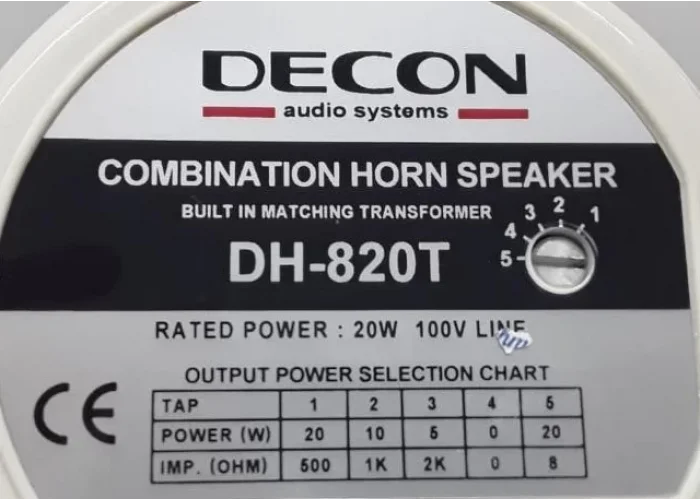 DECON
audio systems
COMBINATION HORN SPEAKER
BUILT IN MATCHING TRANSFORMER
DH-820T
5 4 3 2 1
RATED POWER : 20W 100V LINE
OUTPUT POWER SELECTION CHART
TAP 1 2 3 4 5
POWER (W) 20 10 5 0 20
IMP. (OHM) 500 1K 2K 0 8
CE